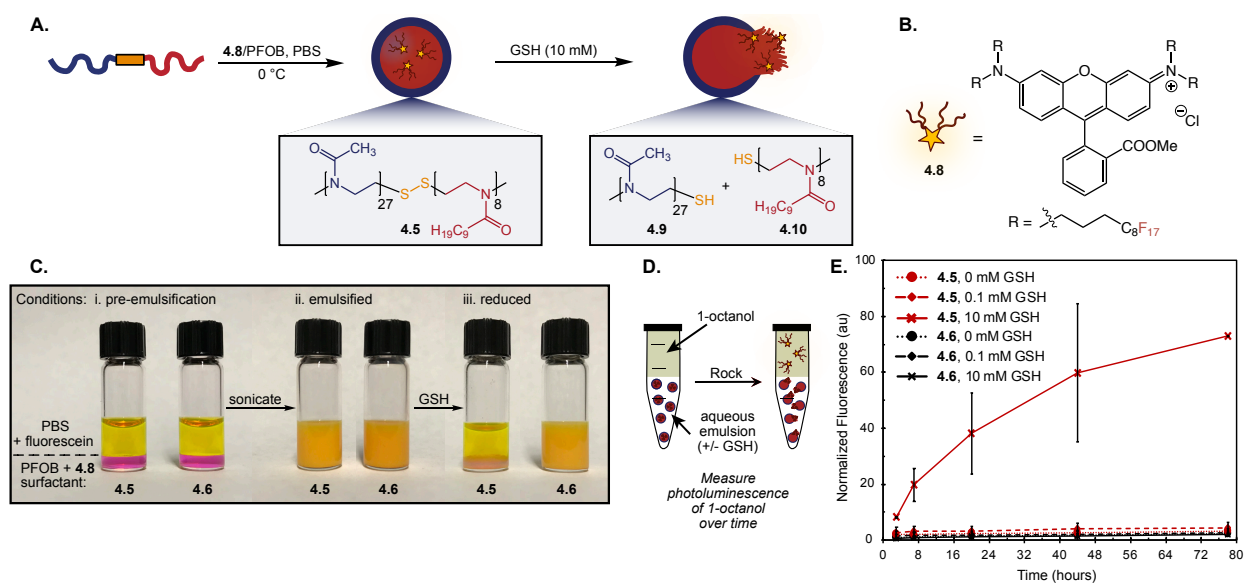 A.
4.8/PFOB, PBS
0 °C
GSH (10 mM)
O
CH3
N
27
S
S
N
8
H19C9
O
4.5
O
CH3
N
27
SH
4.9
+
HS
N
8
H19C9
O
4.10
B.
R
N
R
O
R
N
⊕
R
⊖Cl
COOMe
=
4.8
R =
C8F17
C.
Conditions:
i. pre-emulsification
ii. emulsified
iii. reduced
sonicate
GSH
PBS
+ fluorescein
PFOB + 4.8
surfactant:
4.5
4.6
4.5
4.6
4.5
4.6
D.
1-octanol
Rock
aqueous
emulsion
(+/- GSH)
Measure
photoluminescence
of 1-octanol
over time
E.
4.5, 0 mM GSH
4.5, 0.1 mM GSH
4.5, 10 mM GSH
4.6, 0 mM GSH
4.6, 0.1 mM GSH
4.6, 10 mM GSH
Normalized Fluorescence (au)
100
80
60
40
20
0
0 8 16 24 32 40 48 56 64 72 80
Time (hours)